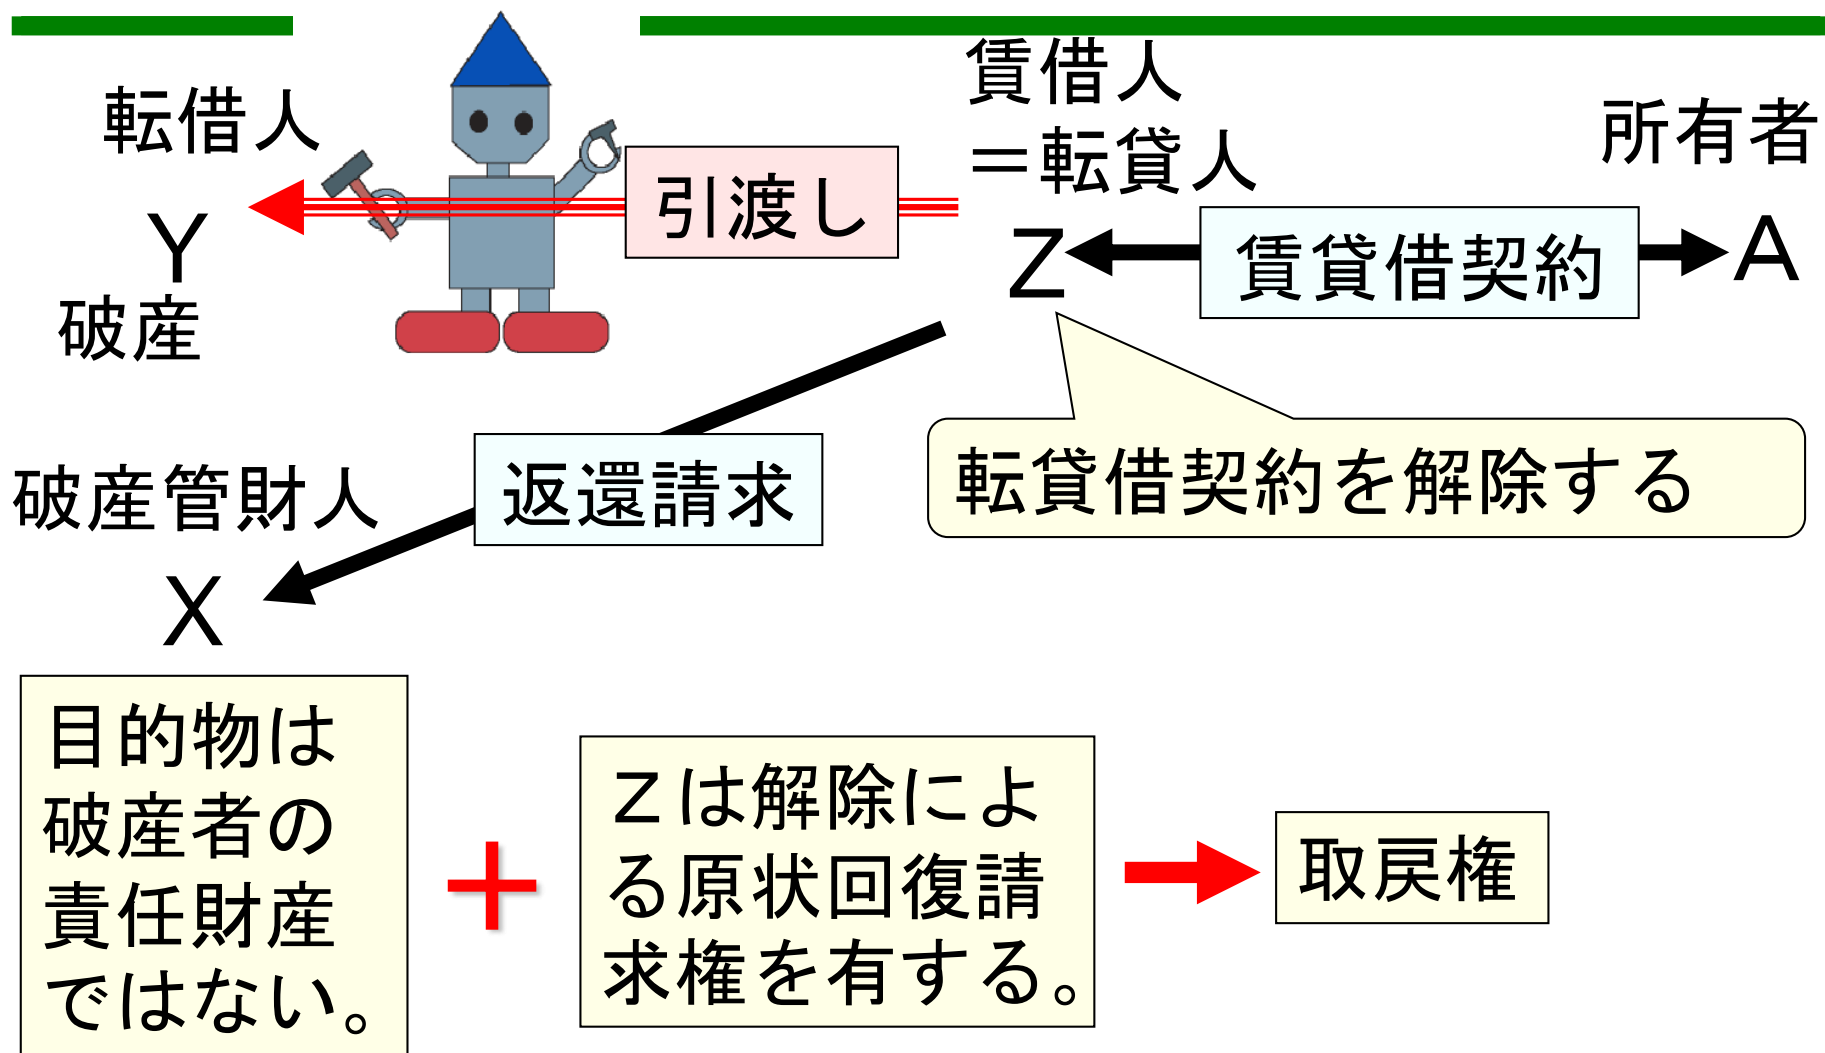 転借人
Y
破産
引渡し
賃借人
＝転貸人
Z
賃貸借契約
所有者
A
転貸借契約を解除する
返還請求
破産管財人
X
目的物は
破産者の
責任財産
ではない。
＋
Ｚは解除によ
る原状回復請
求権を有する。
取戻権